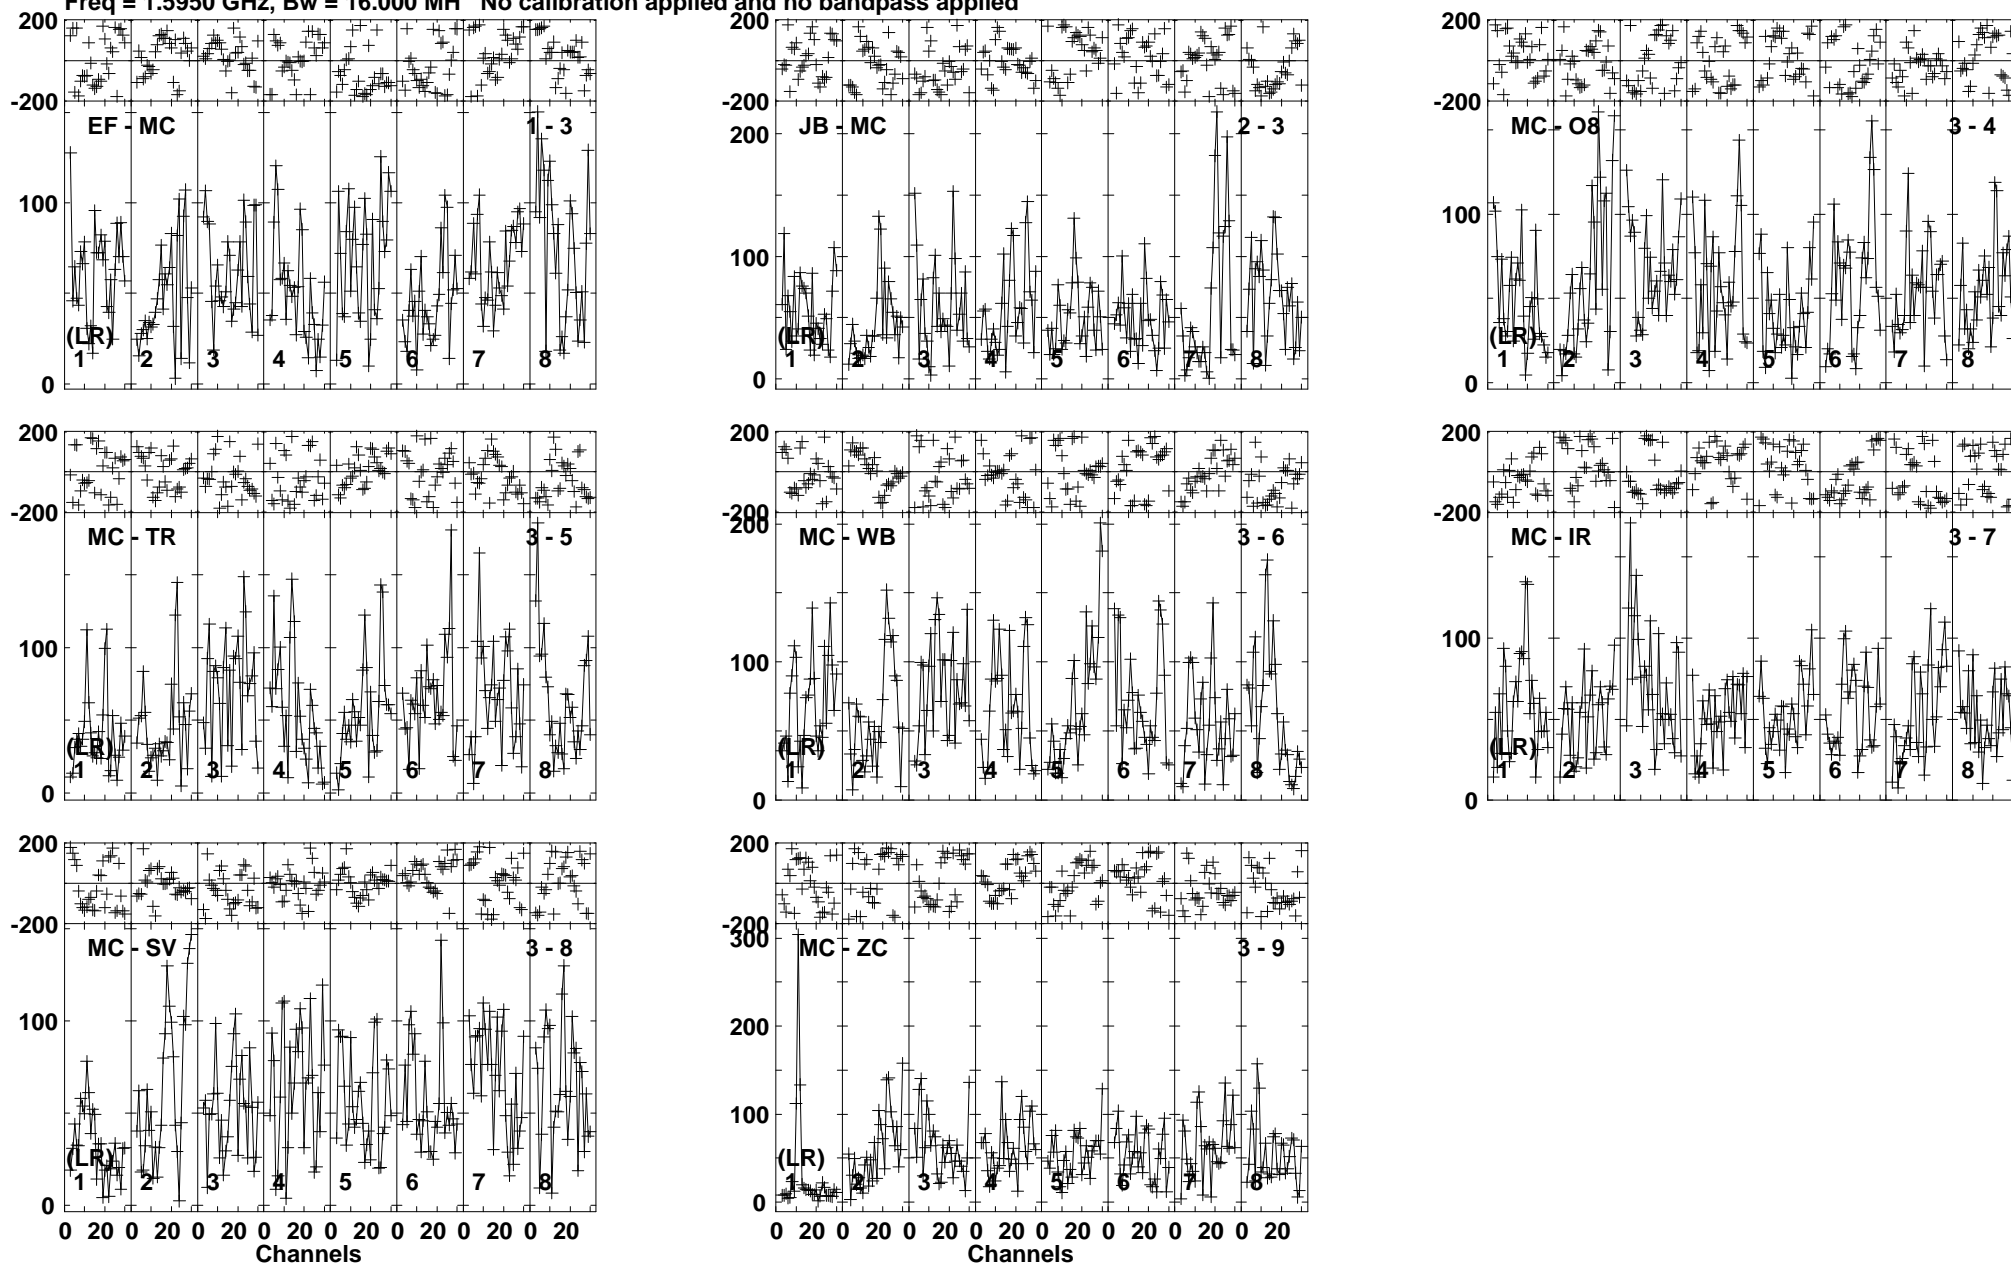 Freq = 1.5950 GHz, Bw = 16.000 MH   No calibration applied and no bandpass applied
200
-200
EF - MC
1 - 3
100
0
(LR)
1 2 3 4 5 6 7 8
JB - MC
2 - 3
200
100
0
(LR)
1 2 3 4 5 6 7 8
200
-200
MC - O8
3 - 4
100
0
(LR)
1 2 3 4 5 6 7 8
200
-200
MC - TR
3 - 5
100
0
(LR)
1 2 3 4 5 6 7 8
200
-200
200
MC - WB
3 - 6
100
0
(LR)
1 2 3 4 5 6 7 8
200
-200
MC - IR
3 - 7
100
0
(LR)
1 2 3 4 5 6 7 8
200
-200
MC - SV
3 - 8
100
0
(LR)
1 2 3 4 5 6 7 8
0 20 0 20 0 20 0 20 0 20 0 20 0 20 0 20
Channels
200
-200
300
MC - ZC
3 - 9
200
100
0
(LR)
1 2 3 4 5 6 7 8
0 20 0 20 0 20 0 20 0 20 0 20 0 20 0 20
Channels